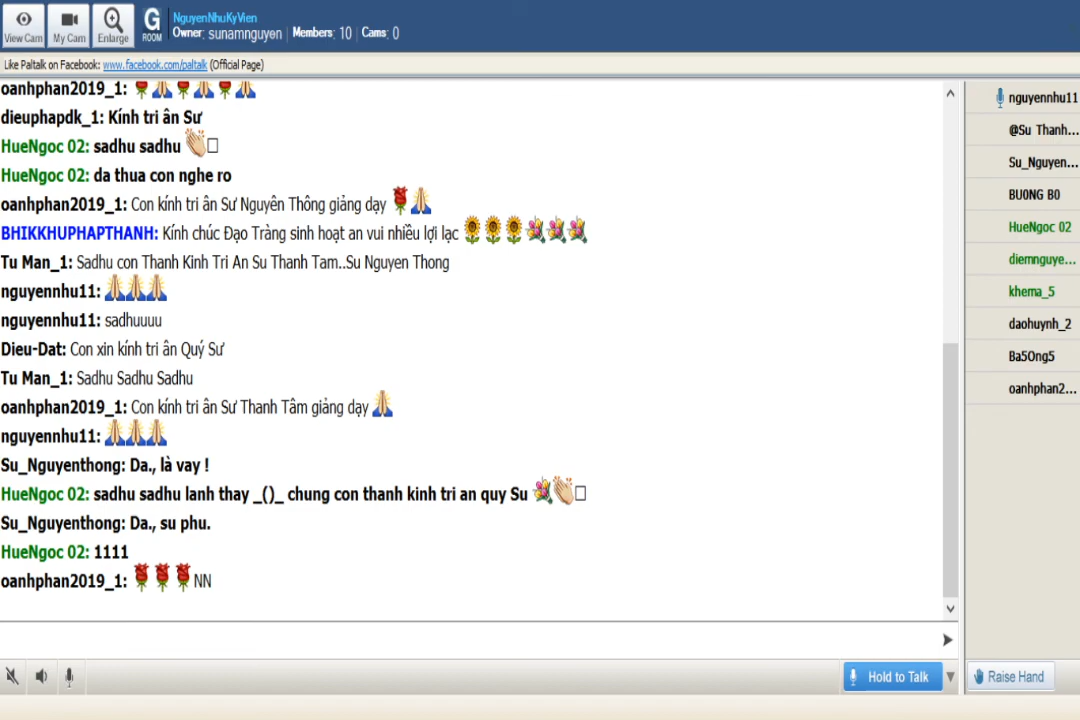 View Cam
My Cam
Enlarge
G
ROOM
NguyenNhuKyVien
Owner: sunamnguyen | Members: 10 | Cams: 0
Like Paltalk on Facebook: www.facebook.com/paltalk (Official Page)
oanhphan2019_1: 🌹🙏🌹🙏🌹🙏
dieuphapdk_1: Kính tri ân Sư
HueNgoc 02: sadhu sadhu 👏□
HueNgoc 02: da thua con nghe ro
oanhphan2019_1: Con kính tri ân Sư Nguyên Thông giảng dạy 🌹🙏
BHIKKHUPHAPTHANH: Kính chúc Đạo Tràng sinh hoạt an vui nhiều lợi lạc 🌻🌻🌻💐💐💐
Tu Man_1: Sadhu con Thanh Kinh Tri An Su Thanh Tam..Su Nguyen Thong
nguyennhu11: 🙏🙏🙏
nguyennhu11: sadhuuuu
Dieu-Dat: Con xin kính tri ân Quý Sư
Tu Man_1: Sadhu Sadhu Sadhu
oanhphan2019_1: Con kính tri ân Sư Thanh Tâm giảng dạy 🙏
nguyennhu11: 🙏🙏🙏
Su_Nguyenthong: Da., là vay !
HueNgoc 02: sadhu sadhu lanh thay _()_ chung con thanh kinh tri an quy Su 💐👏□
Su_Nguyenthong: Da., su phu.
HueNgoc 02: 1111
oanhphan2019_1: 🌹🌹🌹NN
nguyennhu11
@Su Thanh...
Su_Nguyen...
BU0NG B0
HueNgoc 02
diemnguye...
khema_5
daohuynh_2
Ba5Ong5
oanhphan2...
Hold to Talk
Raise Hand